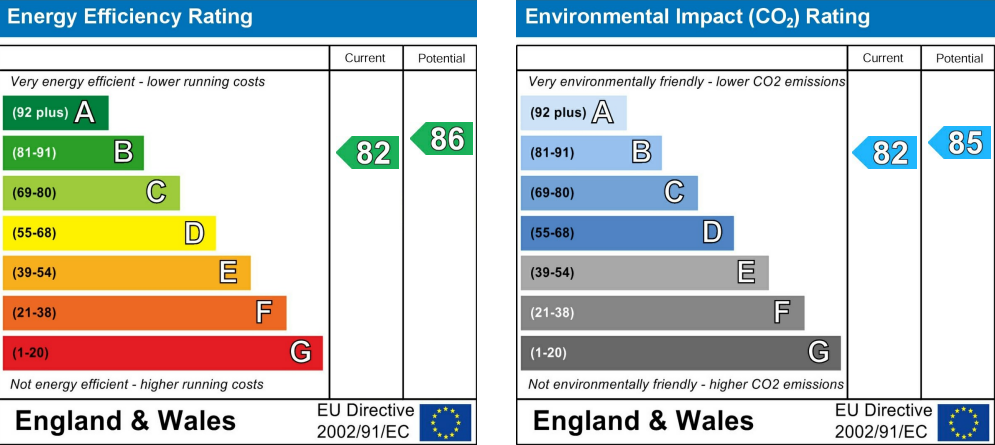 Energy Efficiency Rating
Current Potential
Very energy efficient - lower running costs
(92 plus) A
(81-91) B
(69-80) C
(55-68) D
(39-54) E
(21-38) F
(1-20) G
82
86
Not energy efficient - higher running costs
England & Wales
EU Directive
2002/91/EC
Environmental Impact (CO₂) Rating
Current Potential
Very environmentally friendly - lower CO2 emissions
(92 plus) A
(81-91) B
(69-80) C
(55-68) D
(39-54) E
(21-38) F
(1-20) G
82
85
Not environmentally friendly - higher CO2 emissions
England & Wales
EU Directive
2002/91/EC